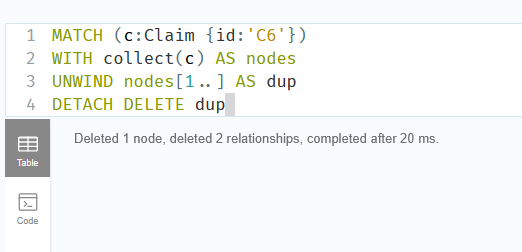 1 MATCH (c:Claim {id:'C6'})
2 WITH collect(c) AS nodes
3 UNWIND nodes[1..] AS dup
4 DETACH DELETE dup
Deleted 1 node, deleted 2 relationships, completed after 20 ms.
Table
Code